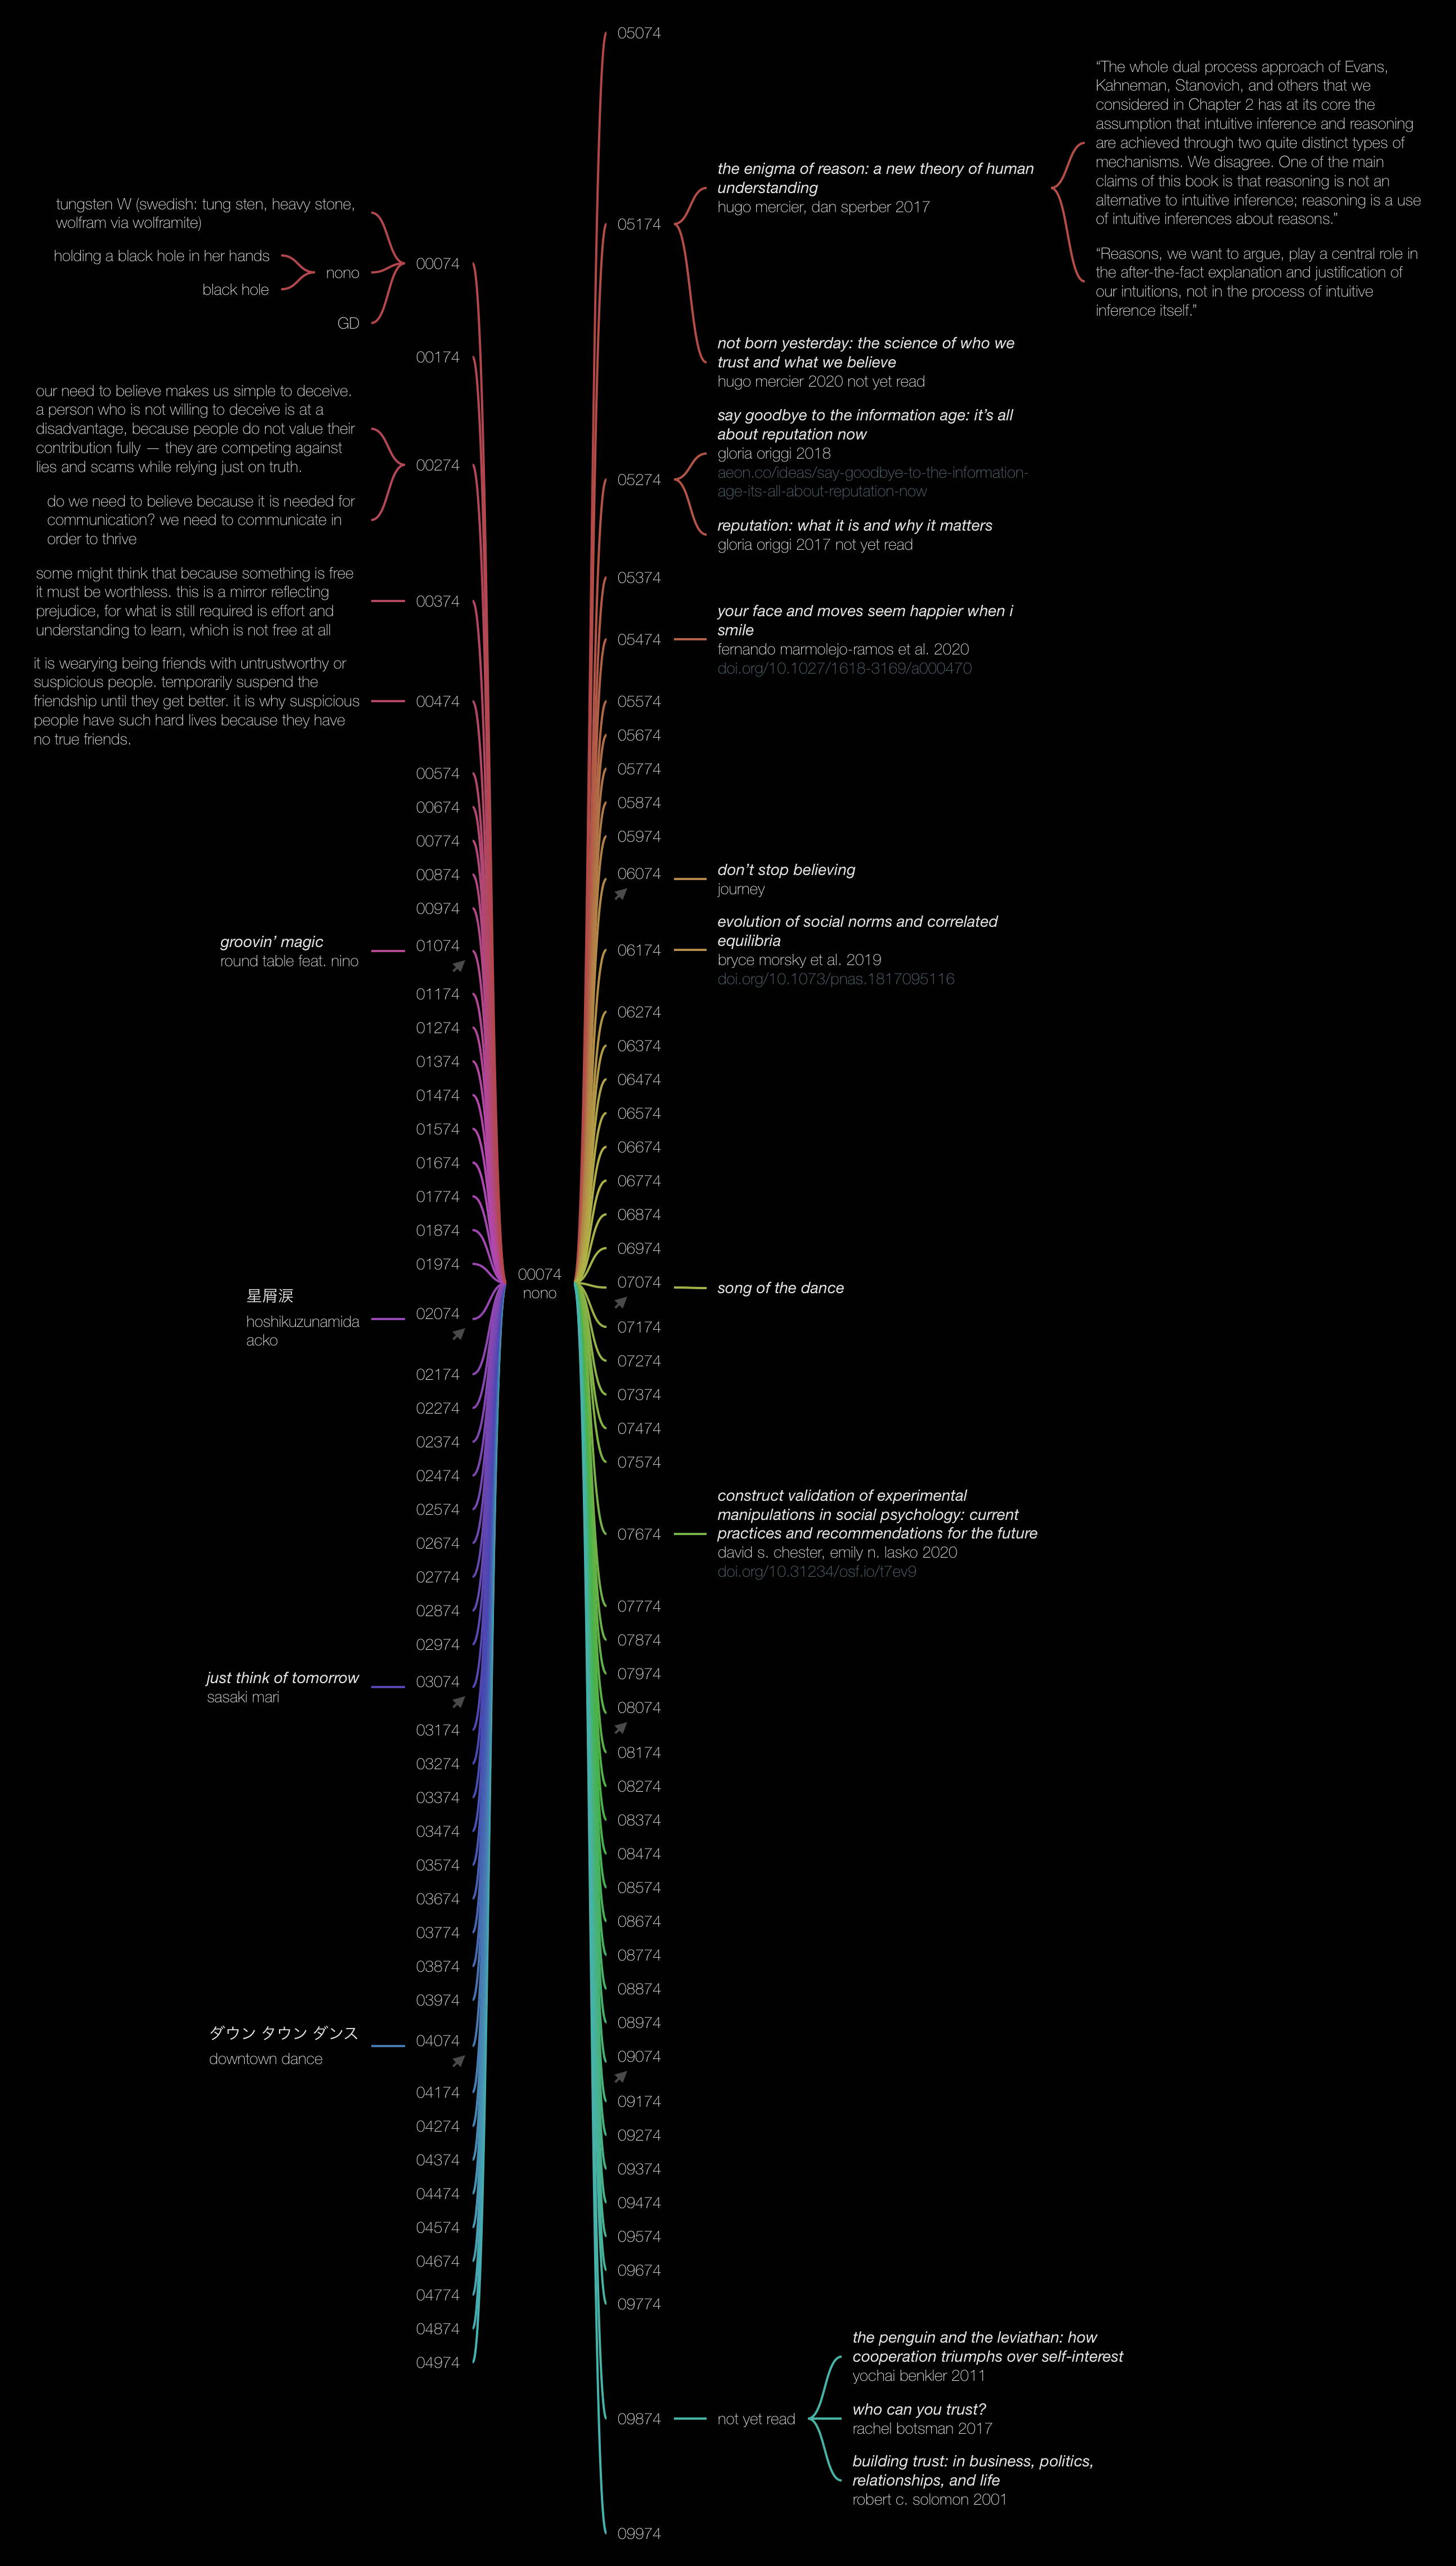 tungsten W (swedish: tung sten, heavy stone,
wolfram via wolframite)
holding a black hole in her hands
black hole
nono
GD
00074
00174
our need to believe makes us simple to deceive.
a person who is not willing to deceive is at a
disadvantage, because people do not value their
contribution fully — they are competing against
lies and scams while relying just on truth.
do we need to believe because it is needed for
communication? we need to communicate in
order to thrive
00274
some might think that because something is free
it must be worthless. this is a mirror reflecting
prejudice, for what is still required is effort and
understanding to learn, which is not free at all
00374
it is wearying being friends with untrustworthy or
suspicious people. temporarily suspend the
friendship until they get better. it is why suspicious
people have such hard lives because they have
no true friends.
00474
00574
00674
00774
00874
00974
groovin’ magic
round table feat. nino
01074
01174
01274
01374
01474
01574
01674
01774
01874
01974
星屑涙
hoshikuzunamida
acko
02074
02174
02274
02374
02474
02574
02674
02774
02874
02974
just think of tomorrow
sasaki mari
03074
03174
03274
03374
03474
03574
03674
03774
03874
03974
ダウン タウン ダンス
downtown dance
04074
04174
04274
04374
04474
04574
04674
04774
04874
04974
00074
nono
05074
05174
the enigma of reason: a new theory of human
understanding
hugo mercier, dan sperber 2017
“The whole dual process approach of Evans,
Kahneman, Stanovich, and others that we
considered in Chapter 2 has at its core the
assumption that intuitive inference and reasoning
are achieved through two quite distinct types of
mechanisms. We disagree. One of the main
claims of this book is that reasoning is not an
alternative to intuitive inference; reasoning is a use
of intuitive inferences about reasons.”
“Reasons, we want to argue, play a central role in
the after-the-fact explanation and justification of
our intuitions, not in the process of intuitive
inference itself.”
not born yesterday: the science of who we
trust and what we believe
hugo mercier 2020 not yet read
05274
say goodbye to the information age: it’s all
about reputation now
gloria origgi 2018
aeon.co/ideas/say-goodbye-to-the-information-
age-its-all-about-reputation-now
reputation: what it is and why it matters
gloria origgi 2017 not yet read
05374
05474
your face and moves seem happier when i
smile
fernando marmolejo-ramos et al. 2020
doi.org/10.1027/1618-3169/a000470
05574
05674
05774
05874
05974
06074
don’t stop believing
journey
06174
evolution of social norms and correlated
equilibria
bryce morsky et al. 2019
doi.org/10.1073/pnas.1817095116
06274
06374
06474
06574
06674
06774
06874
06974
07074
song of the dance
07174
07274
07374
07474
07574
07674
construct validation of experimental
manipulations in social psychology: current
practices and recommendations for the future
david s. chester, emily n. lasko 2020
doi.org/10.31234/osf.io/t7ev9
07774
07874
07974
08074
08174
08274
08374
08474
08574
08674
08774
08874
08974
09074
09174
09274
09374
09474
09574
09674
09774
09874
not yet read
the penguin and the leviathan: how
cooperation triumphs over self-interest
yochai benkler 2011
who can you trust?
rachel botsman 2017
building trust: in business, politics,
relationships, and life
robert c. solomon 2001
09974